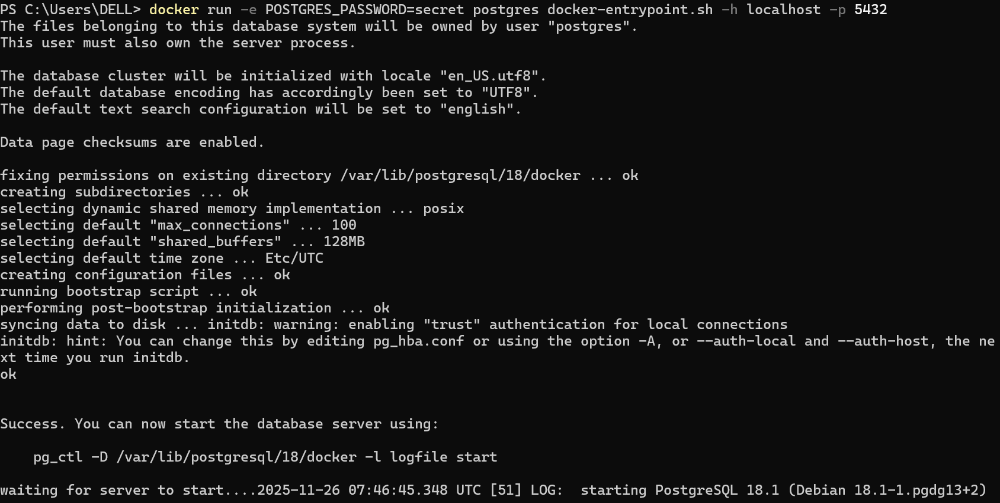 PS C:\Users\DELL> docker run -e POSTGRES_PASSWORD=secret postgres docker-entrypoint.sh -h localhost -p 5432
The files belonging to this database system will be owned by user "postgres".
This user must also own the server process.

The database cluster will be initialized with locale "en_US.utf8".
The default database encoding has accordingly been set to "UTF8".
The default text search configuration will be set to "english".

Data page checksums are enabled.

fixing permissions on existing directory /var/lib/postgresql/18/docker ... ok
creating subdirectories ... ok
selecting dynamic shared memory implementation ... posix
selecting default "max_connections" ... 100
selecting default "shared_buffers" ... 128MB
selecting default time zone ... Etc/UTC
creating configuration files ... ok
running bootstrap script ... ok
performing post-bootstrap initialization ... ok
syncing data to disk ... initdb: warning: enabling "trust" authentication for local connections
initdb: hint: You can change this by editing pg_hba.conf or using the option -A, or --auth-local and --auth-host, the ne
xt time you run initdb.
ok


Success. You can now start the database server using:

    pg_ctl -D /var/lib/postgresql/18/docker -l logfile start

waiting for server to start....2025-11-26 07:46:45.348 UTC [51] LOG:  starting PostgreSQL 18.1 (Debian 18.1-1.pgdg13+2)